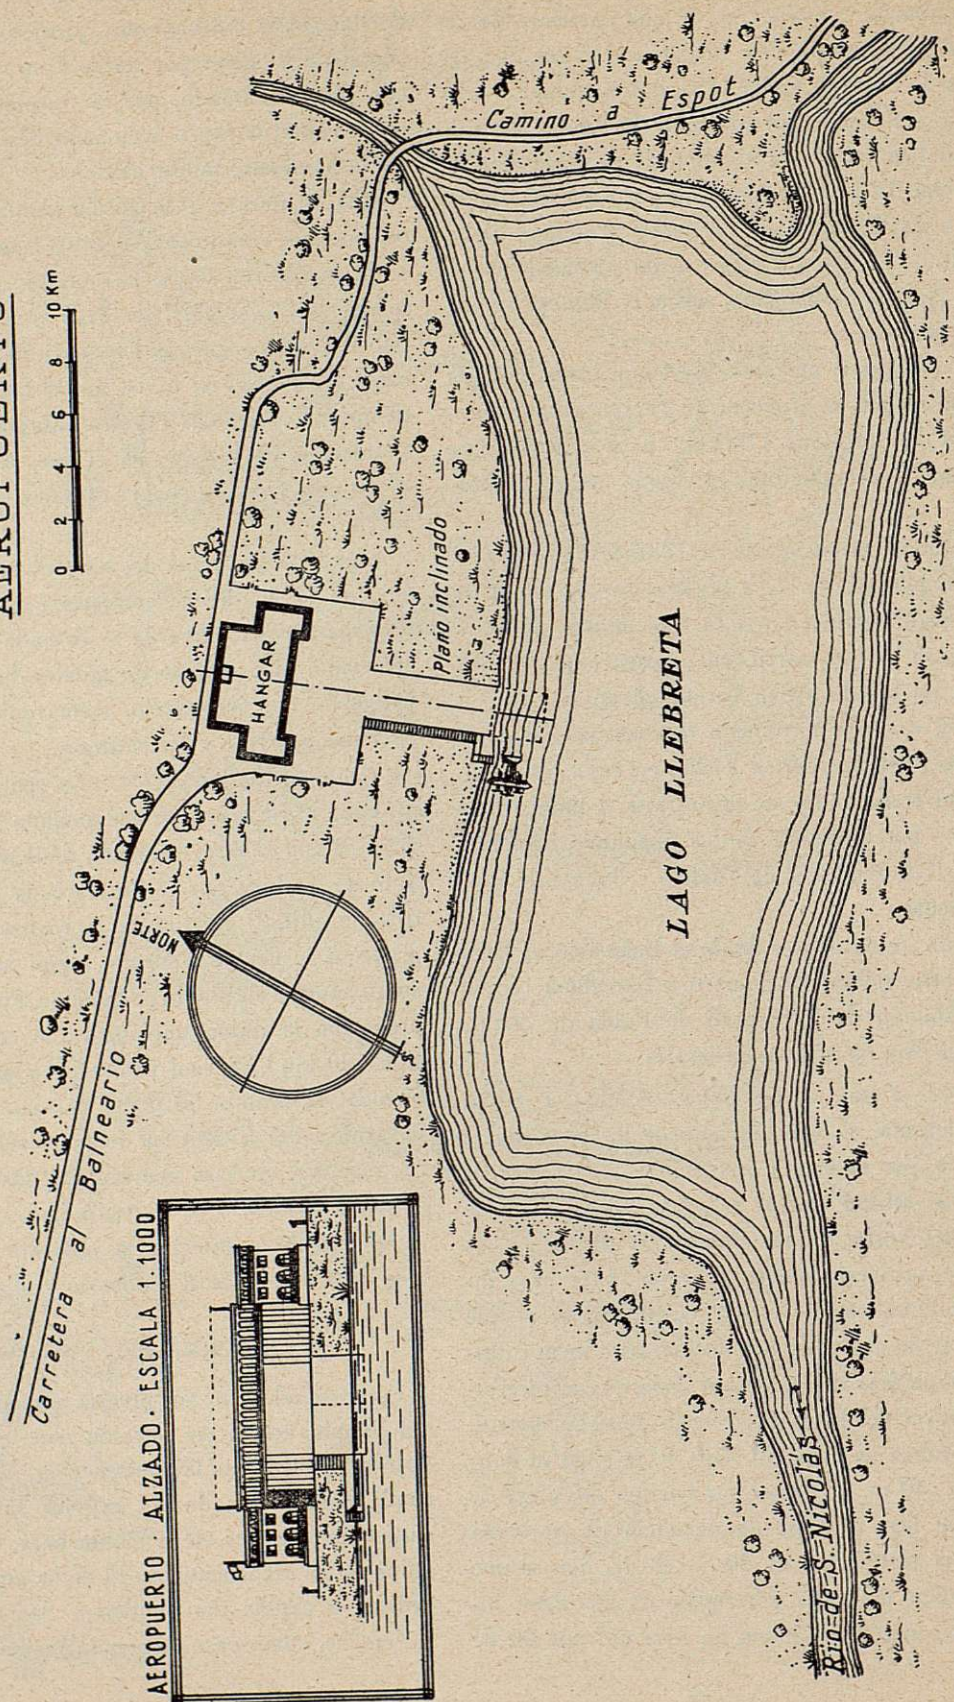 AEROPUERTO
0 2 4 6 8 10 Km
Camino a Espot
HANGAR
Plano inclinado
NORTE
S
LAGO LLEBRETA
Carretera al Balneario
AEROPUERTO · ALZADO · ESCALA 1:1000
Rio de S. Nicolás